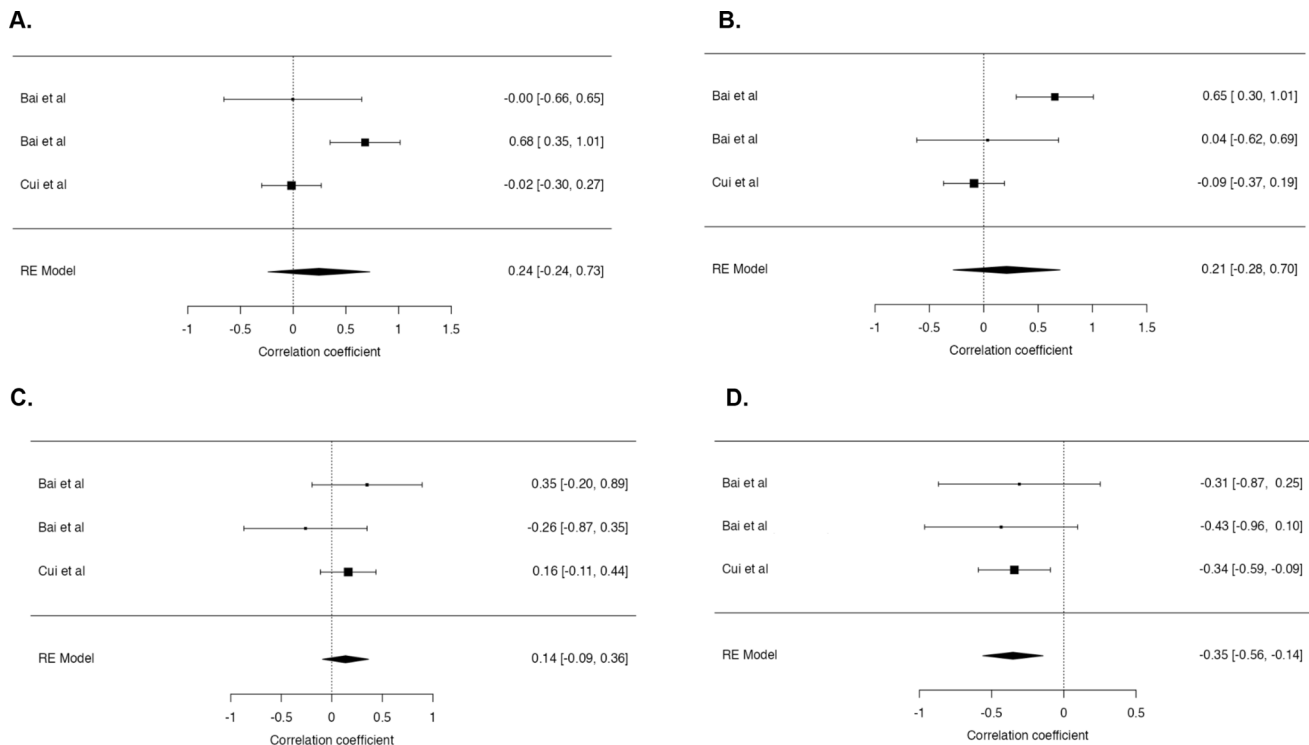 A.
Bai et al -0.00 [-0.66, 0.65]
Bai et al 0.68 [ 0.35, 1.01]
Cui et al -0.02 [-0.30, 0.27]
RE Model 0.24 [-0.24, 0.73]
-1 -0.5 0 0.5 1 1.5
Correlation coefficient
B.
Bai et al 0.65 [ 0.30, 1.01]
Bai et al 0.04 [-0.62, 0.69]
Cui et al -0.09 [-0.37, 0.19]
RE Model 0.21 [-0.28, 0.70]
-1 -0.5 0 0.5 1 1.5
Correlation coefficient
C.
Bai et al 0.35 [-0.20, 0.89]
Bai et al -0.26 [-0.87, 0.35]
Cui et al 0.16 [-0.11, 0.44]
RE Model 0.14 [-0.09, 0.36]
-1 -0.5 0 0.5 1
Correlation coefficient
D.
Bai et al -0.31 [-0.87, 0.25]
Bai et al -0.43 [-0.96, 0.10]
Cui et al -0.34 [-0.59, -0.09]
RE Model -0.35 [-0.56, -0.14]
-1 -0.5 0 0.5
Correlation coefficient